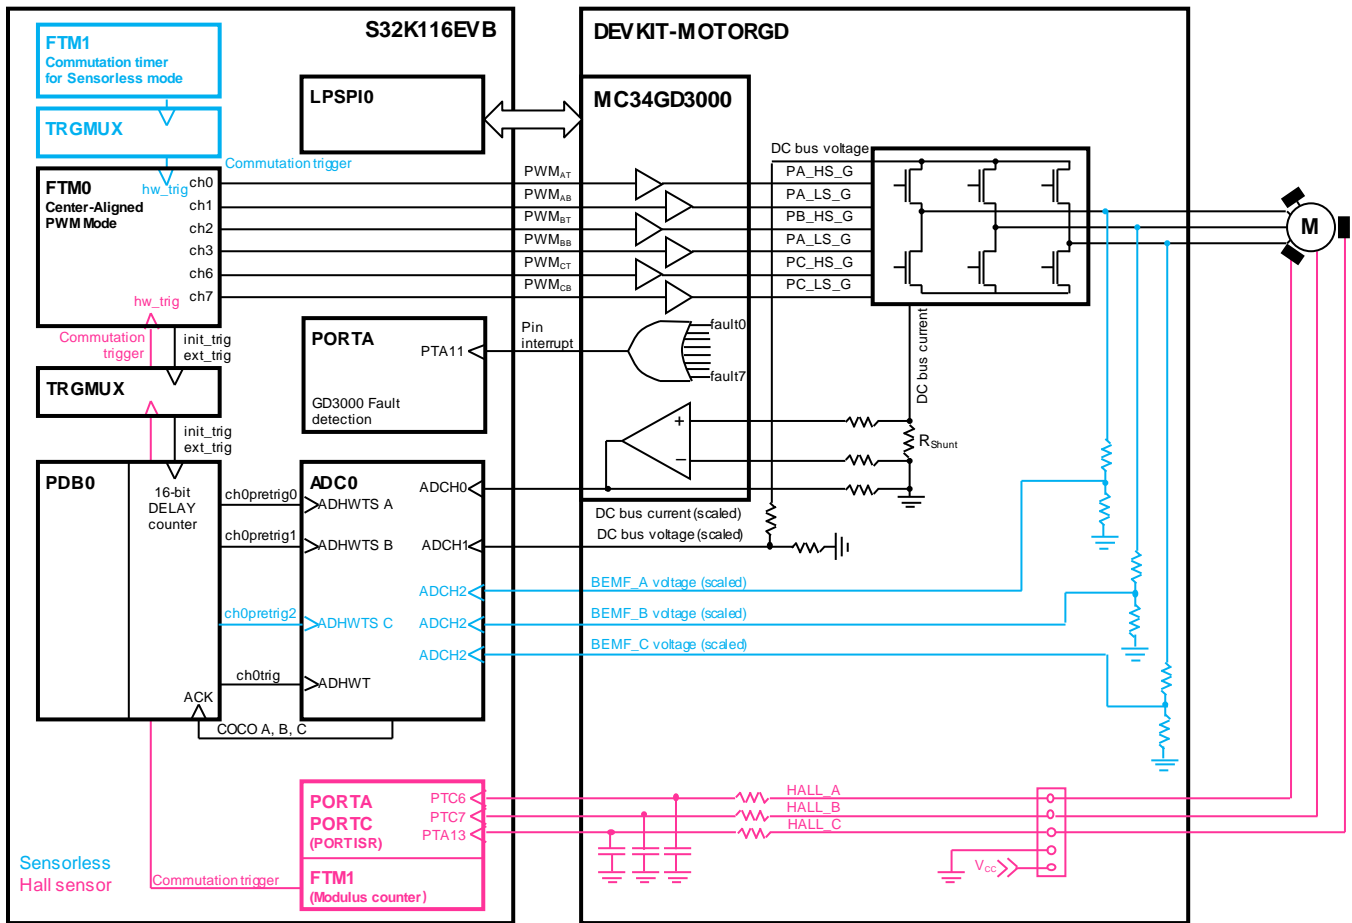 S32K116EVB
DEVKIT-MOTORGD
FTM1
Commutation timer
for Sensorless mode
TRGMUX
Commutation trigger
LPSPI0
MC34GD3000
FTM0
Center-Aligned
PWM Mode
hw_trig
hw_trig
ch0
ch1
ch2
ch3
ch6
ch7
PWMAT
PWMAB
PWMBT
PWMBB
PWMCT
PWMCB
DC bus voltage
PA_HS_G
PA_LS_G
PB_HS_G
PA_LS_G
PC_HS_G
PC_LS_G
M
Commutation
trigger
init_trig
ext_trig
TRGMUX
init_trig
ext_trig
PORTA
PTA11
GD3000 Fault
detection
Pin
interrupt
fault0
fault7
DC bus current
+
−
RShunt
PDB0
16-bit
DELAY
counter
ACK
ch0pretrig0
ch0pretrig1
ch0pretrig2
ch0trig
COCO A, B, C
ADC0
ADHWTS A
ADHWTS B
ADHWTS C
ADHWT
ADCH0
ADCH1
ADCH2
ADCH2
ADCH2
DC bus current (scaled)
DC bus voltage (scaled)
BEMF_A voltage (scaled)
BEMF_B voltage (scaled)
BEMF_C voltage (scaled)
PORTA
PORTC
(PORT ISR)
PTC6
PTC7
PTA13
HALL_A
HALL_B
HALL_C
VCC
FTM1
(Modulus counter)
Commutation trigger
Sensorless
Hall sensor